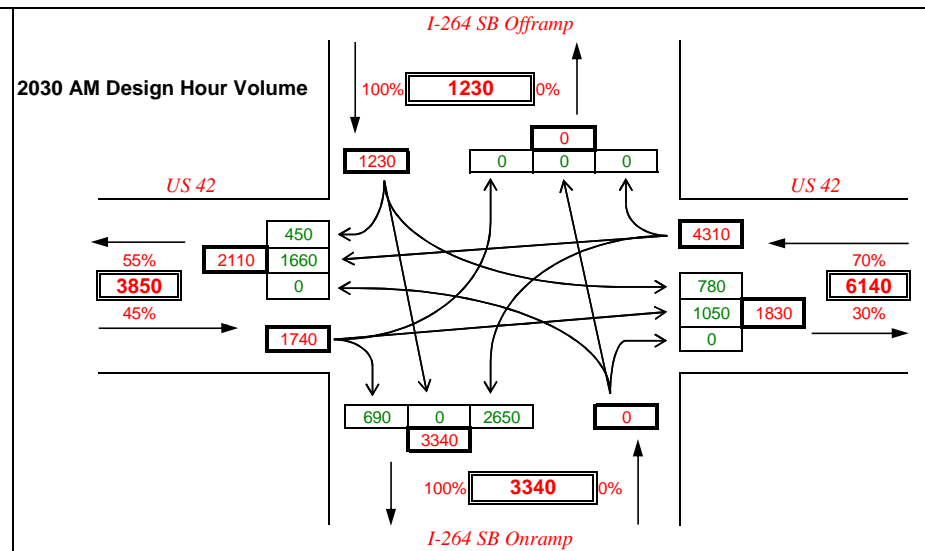 I-264 SB Offramp
2030 AM Design Hour Volume
100% 1230 0%
0
1230
0 0 0
US 42
US 42
450
4310
55%
2110 1660
70%
3850
0
780
6140
45%
1050 1830
30%
1740
0
690 0 2650
0
3340
100% 3340 0%
I-264 SB Onramp